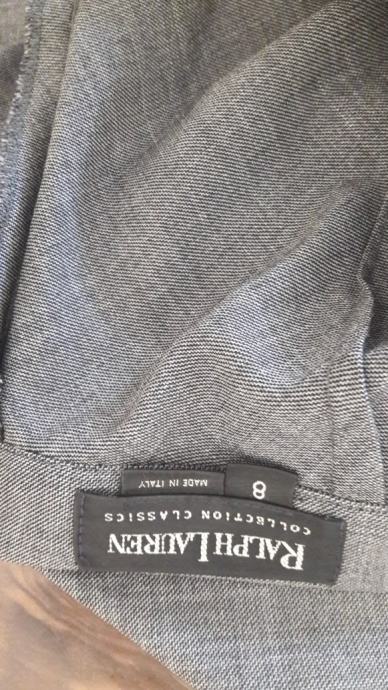 RALPH LAUREN
COLLECTION CLASSICS
8
MADE IN ITALY